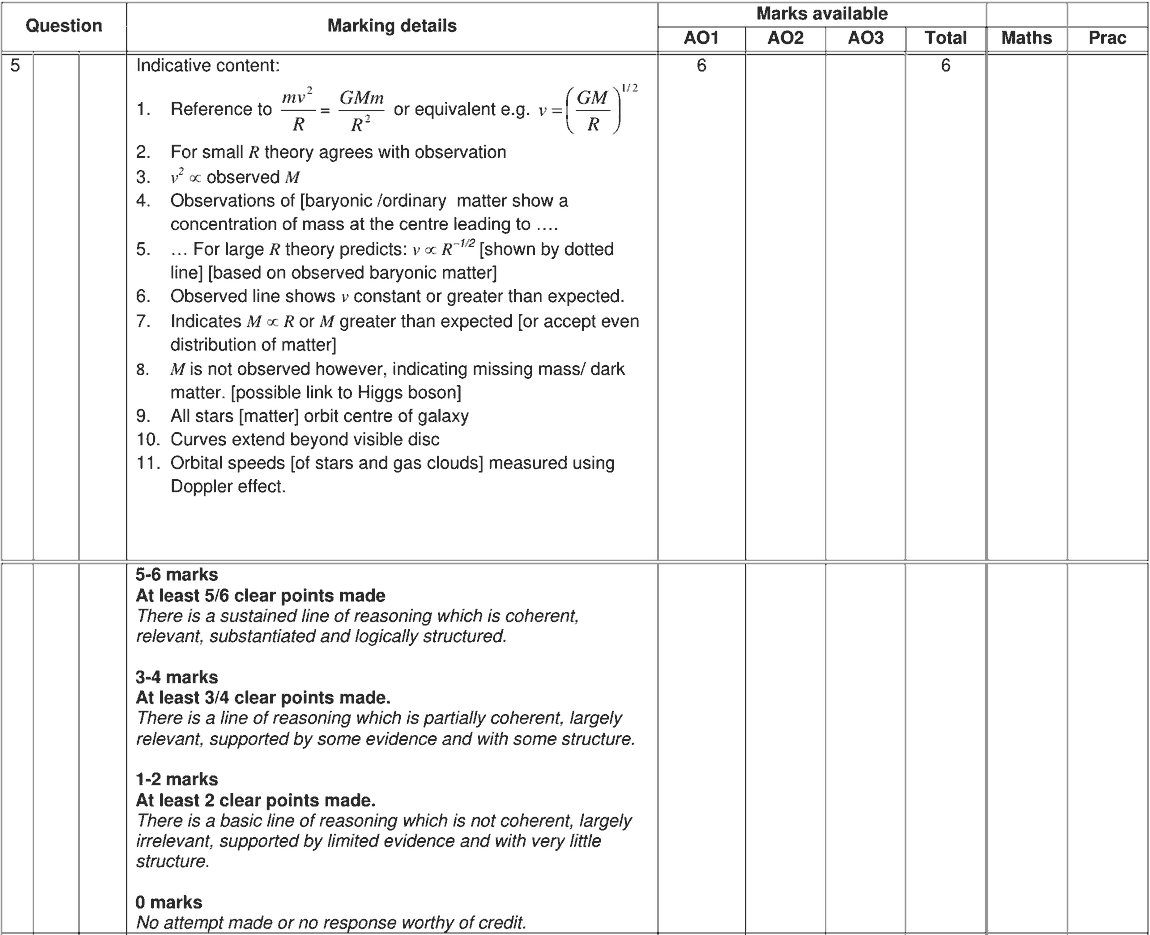 Question Marking details Marks available
AO1 AO2 AO3 Total Maths Prac
5 Indicative content: 6 6
1. Reference to mv²/R = GMm/R² or equivalent e.g. v = (GM/R)^1/2
2. For small R theory agrees with observation
3. v² ∝ observed M
4. Observations of [baryonic /ordinary matter show a
concentration of mass at the centre leading to ….
5. … For large R theory predicts: v ∝ R^-1/2 [shown by dotted
line] [based on observed baryonic matter]
6. Observed line shows v constant or greater than expected.
7. Indicates M ∝ R or M greater than expected [or accept even
distribution of matter]
8. M is not observed however, indicating missing mass/ dark
matter. [possible link to Higgs boson]
9. All stars [matter] orbit centre of galaxy
10. Curves extend beyond visible disc
11. Orbital speeds [of stars and gas clouds] measured using
Doppler effect.
5-6 marks
At least 5/6 clear points made
There is a sustained line of reasoning which is coherent,
relevant, substantiated and logically structured.
3-4 marks
At least 3/4 clear points made.
There is a line of reasoning which is partially coherent, largely
relevant, supported by some evidence and with some structure.
1-2 marks
At least 2 clear points made.
There is a basic line of reasoning which is not coherent, largely
irrelevant, supported by limited evidence and with very little
structure.
0 marks
No attempt made or no response worthy of credit.